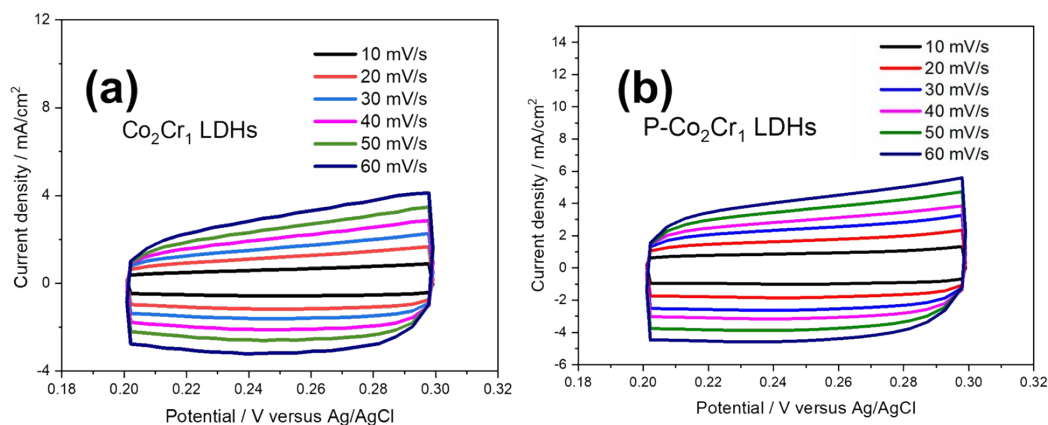 (a)
Co₂Cr₁ LDHs
10 mV/s
20 mV/s
30 mV/s
40 mV/s
50 mV/s
60 mV/s
Current density / mA/cm²
12
8
4
0
-4
0.18 0.20 0.22 0.24 0.26 0.28 0.30 0.32
Potential / V versus Ag/AgCl
(b)
P-Co₂Cr₁ LDHs
10 mV/s
20 mV/s
30 mV/s
40 mV/s
50 mV/s
60 mV/s
Current density / mA/cm²
14
12
10
8
6
4
2
0
-2
-4
-6
0.18 0.20 0.22 0.24 0.26 0.28 0.30 0.32
Potential / V versus Ag/AgCl